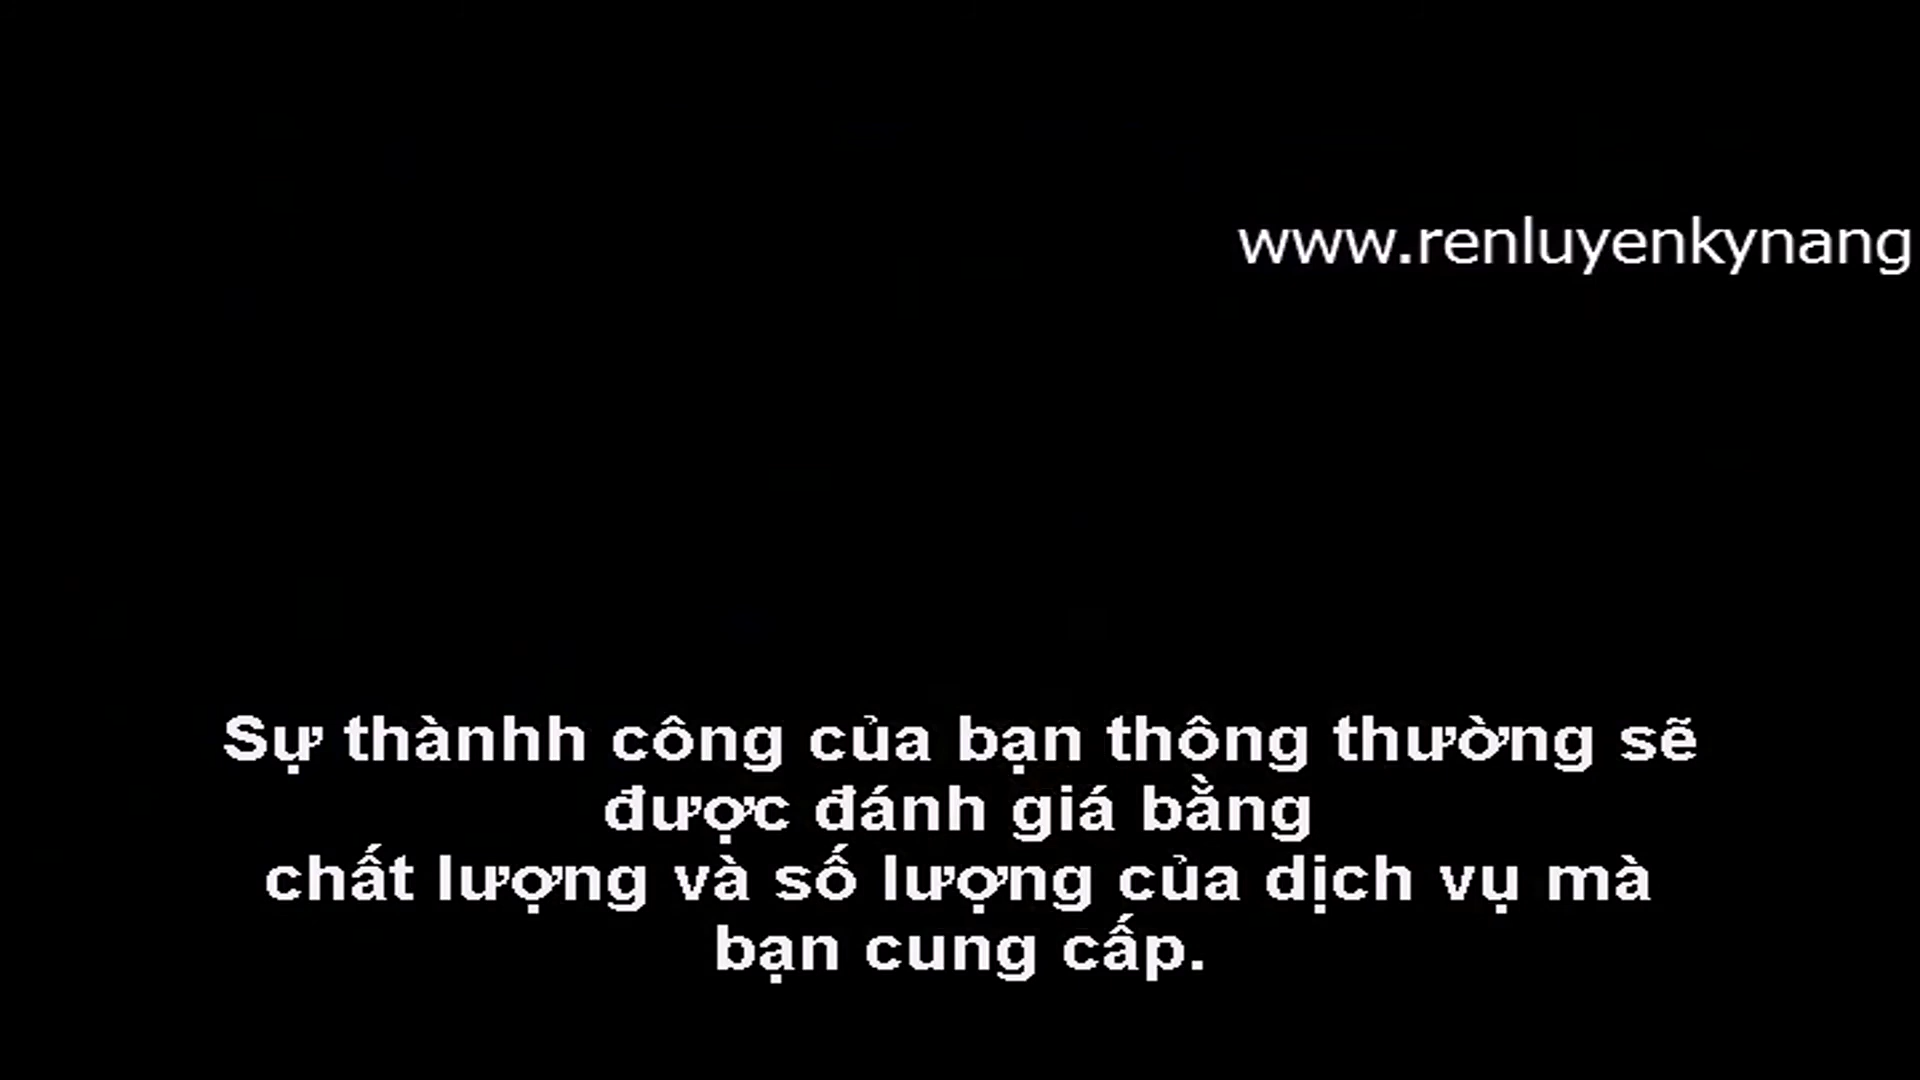 www.renluyenkynang
Sự thànhh công của bạn thông thường sẽ
được đánh giá bằng
chất lượng và số lượng của dịch vụ mà
bạn cung cấp.